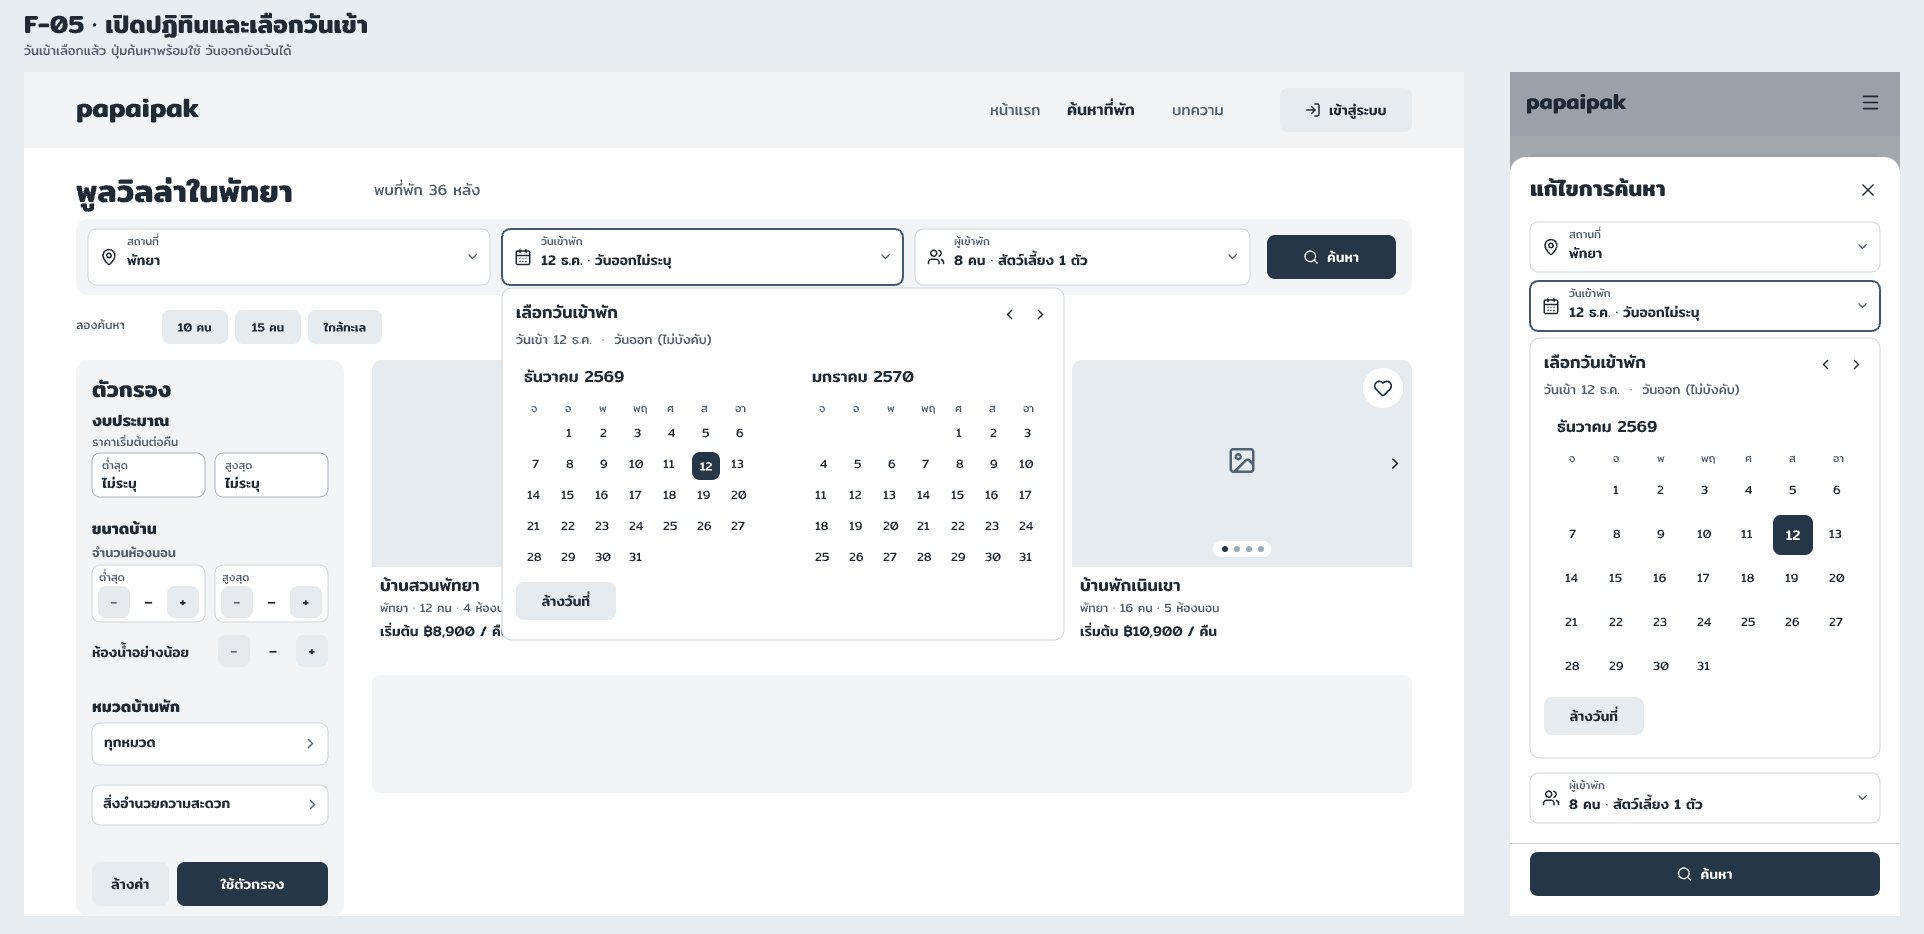 F-05 · เปิดปฏิทินและเลือกวันเข้า
วันเข้าเลือกแล้ว ปุ่มค้นหาพร้อมใช้ วันออกยังเว้นได้
papaipak
หน้าแรก ค้นหาที่พัก บทความ เข้าสู่ระบบ
พูลวิลล่าในพัทยา พบที่พัก 36 หลัง
สถานที่
พัทยา
วันเข้าพัก
12 ธ.ค. · วันออกไม่ระบุ
ผู้เข้าพัก
8 คน · สัตว์เลี้ยง 1 ตัว
ค้นหา
ลองค้นหา 10 คน 15 คน ใกล้ทะเล
ตัวกรอง
งบประมาณ
ราคาเริ่มต้นต่อคืน
ต่ำสุด สูงสุด
ไม่ระบุ ไม่ระบุ
ขนาดบ้าน
จำนวนห้องนอน
ต่ำสุด สูงสุด
- – + - – +
ห้องน้ำอย่างน้อย - – +
หมวดบ้านพัก
ทุกหมวด
สิ่งอำนวยความสะดวก
ล้างค่า ใช้ตัวกรอง
เลือกวันเข้าพัก
วันเข้า 12 ธ.ค. · วันออก (ไม่บังคับ)
ธันวาคม 2569
จ อ พ พฤ ศ ส อา
1 2 3 4 5 6
7 8 9 10 11 12 13
14 15 16 17 18 19 20
21 22 23 24 25 26 27
28 29 30 31
มกราคม 2570
จ อ พ พฤ ศ ส อา
1 2 3
4 5 6 7 8 9 10
11 12 13 14 15 16 17
18 19 20 21 22 23 24
25 26 27 28 29 30 31
ล้างวันที่
บ้านสวนพัทยา
พัทยา · 12 คน · 4 ห้อง
เริ่มต้น ฿8,900 /
บ้านพักเนินเขา
พัทยา · 16 คน · 5 ห้องนอน
เริ่มต้น ฿10,900 / คืน
papaipak
แก้ไขการค้นหา
สถานที่
พัทยา
วันเข้าพัก
12 ธ.ค. · วันออกไม่ระบุ
เลือกวันเข้าพัก
วันเข้า 12 ธ.ค. · วันออก (ไม่บังคับ)
ธันวาคม 2569
จ อ พ พฤ ศ ส อา
1 2 3 4 5 6
7 8 9 10 11 12 13
14 15 16 17 18 19 20
21 22 23 24 25 26 27
28 29 30 31
ล้างวันที่
ผู้เข้าพัก
8 คน · สัตว์เลี้ยง 1 ตัว
ค้นหา